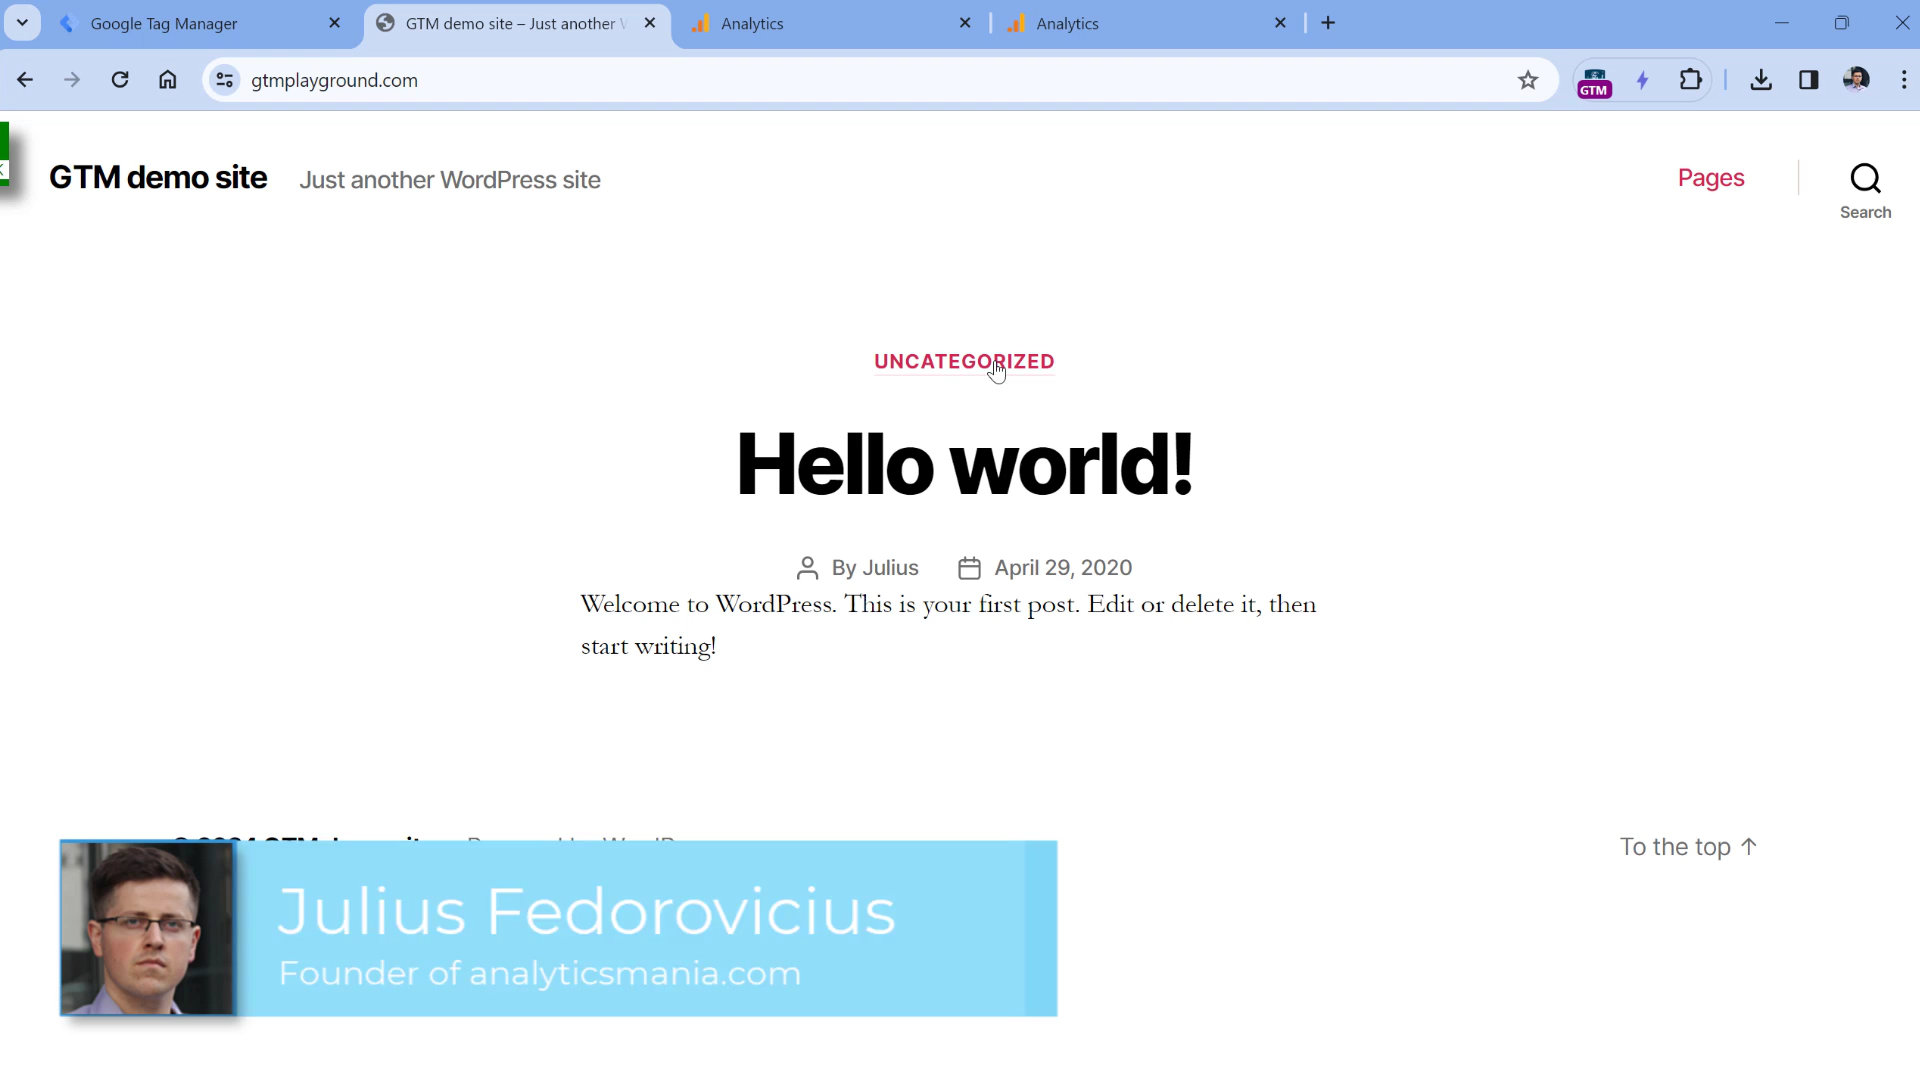 Google Tag Manager
GTM demo site – Just another
Analytics
Analytics
gtmplayground.com
GTM
GTM demo site
Just another WordPress site
Pages
Search
UNCATEGORIZED
Hello world!
By Julius
April 29, 2020
Welcome to WordPress. This is your first post. Edit or delete it, then
start writing!
To the top ↑
Julius Fedorovicius
Founder of analyticsmania.com